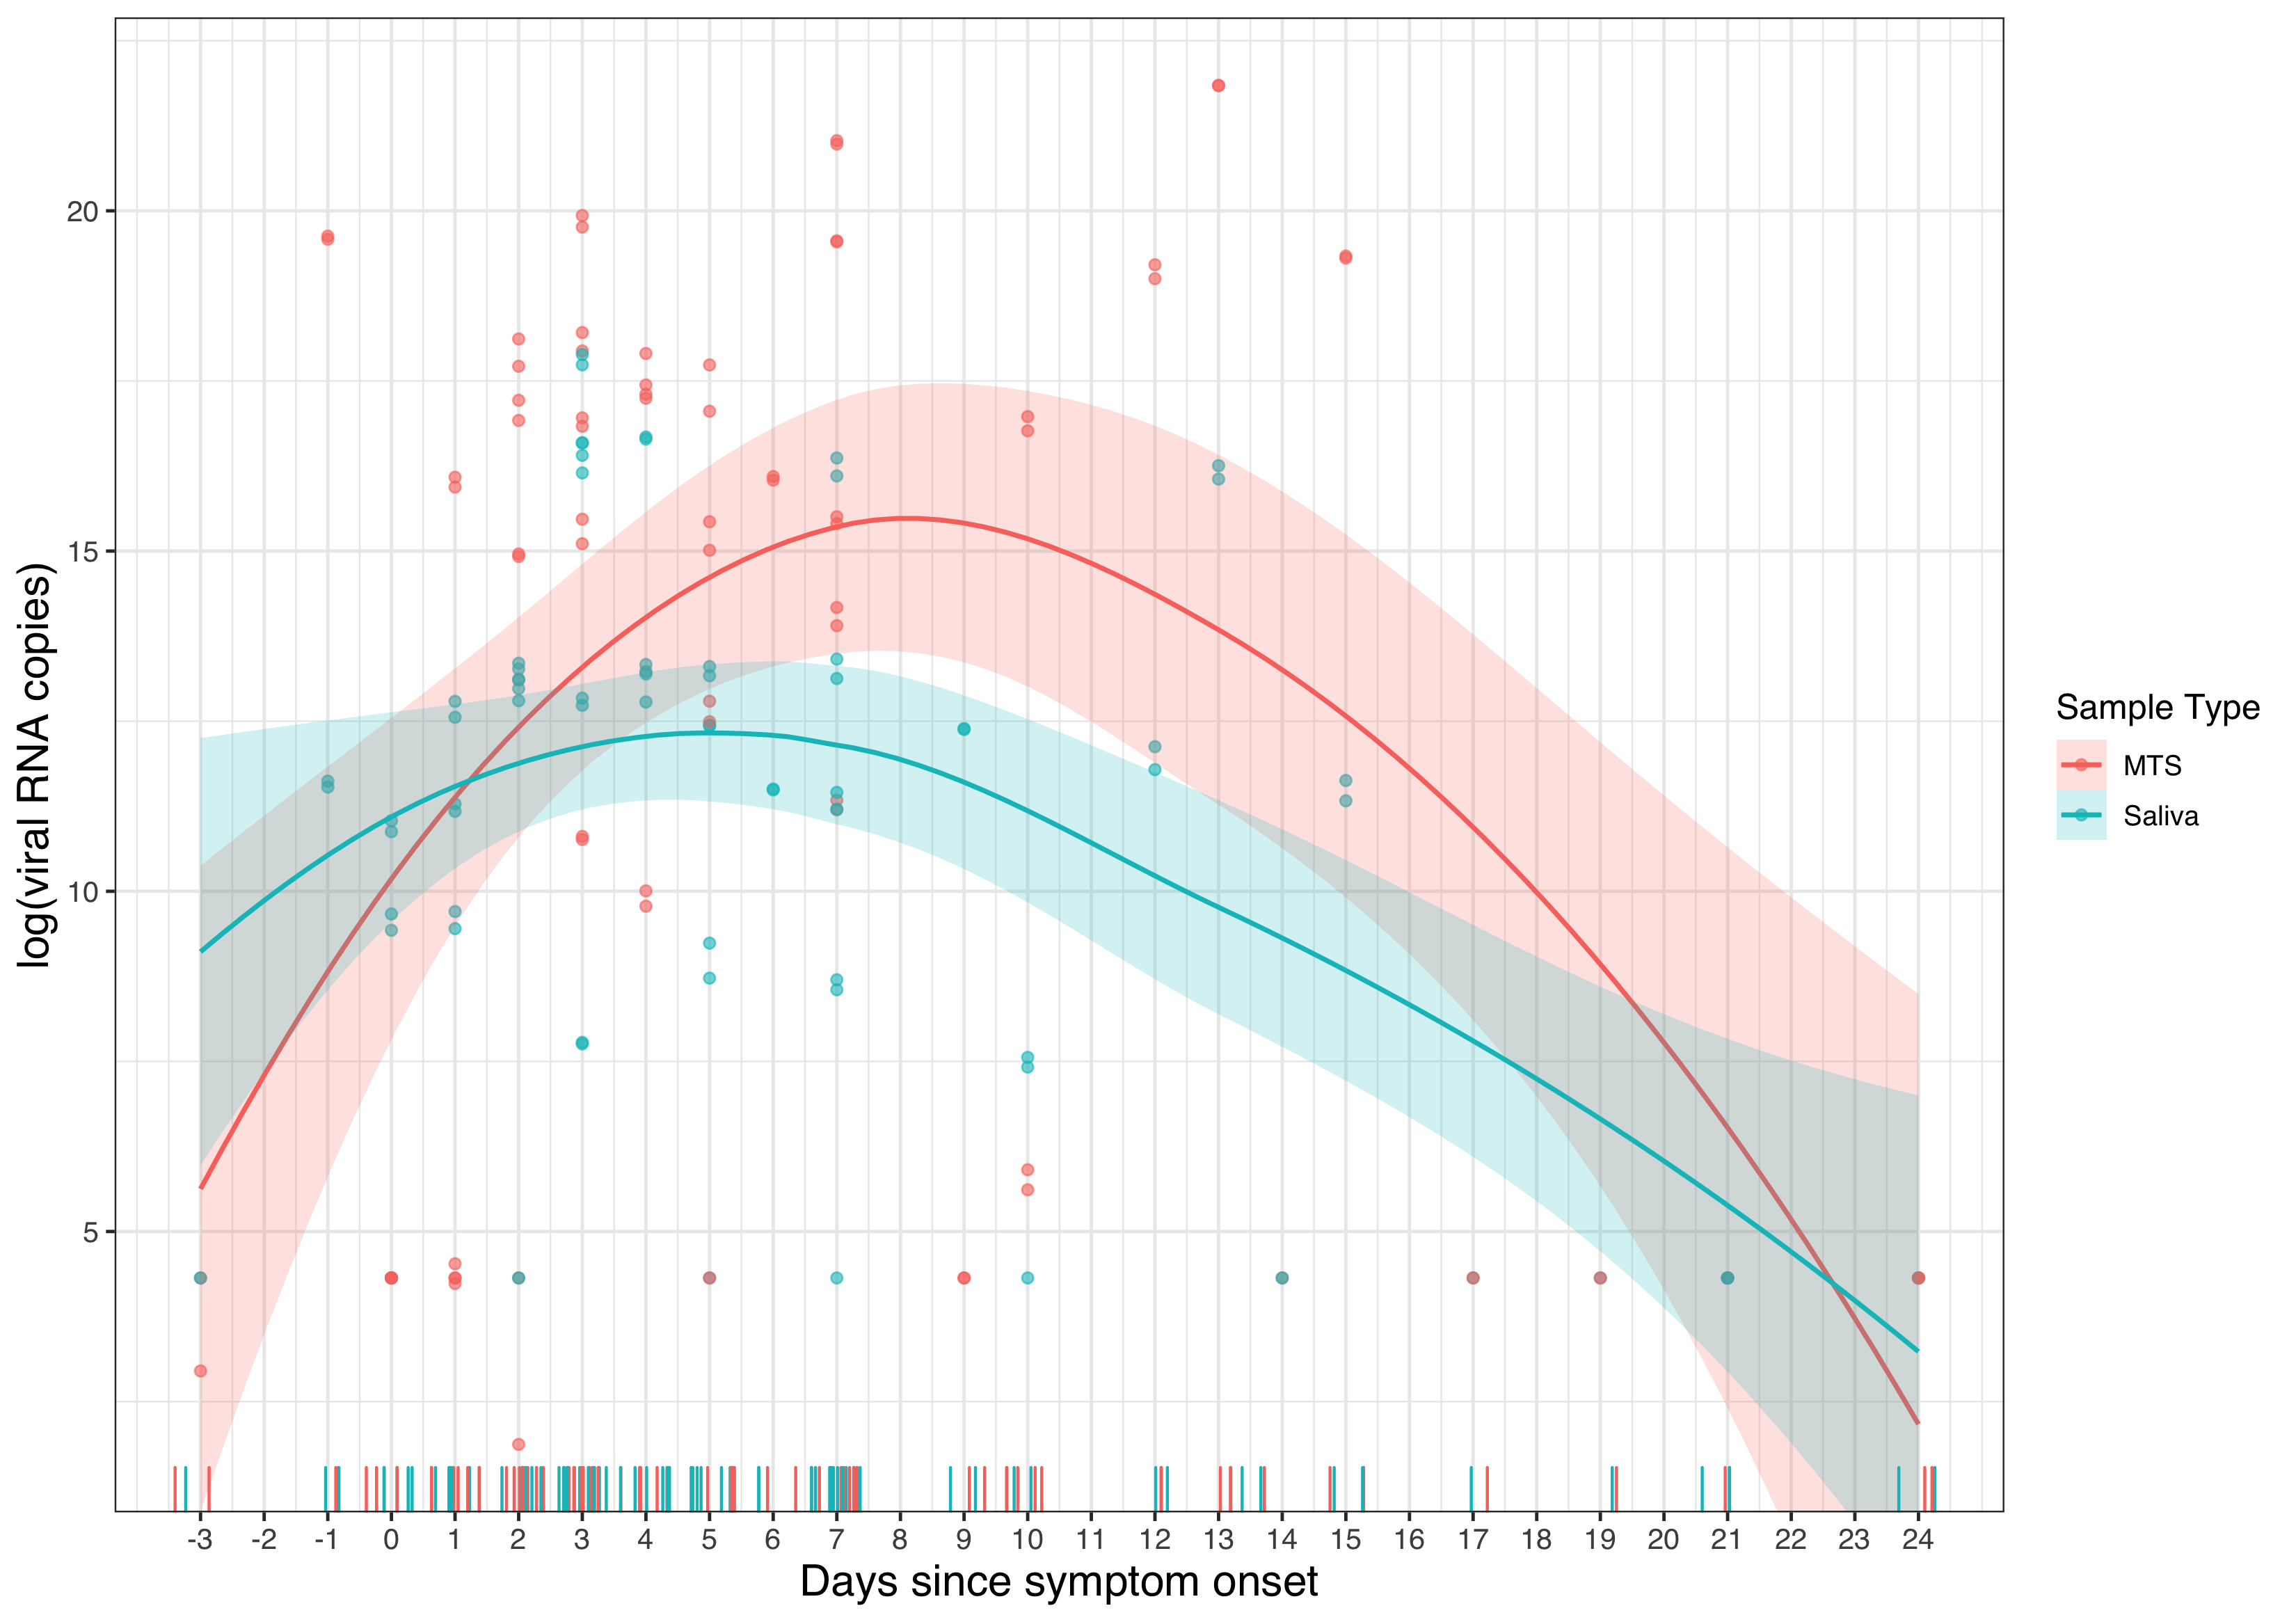 log(viral RNA copies)
20
15
10
5
-3 -2 -1 0 1 2 3 4 5 6 7 8 9 10 11 12 13 14 15 16 17 18 19 20 21 22 23 24
Days since symptom onset
Sample Type
MTS
Saliva